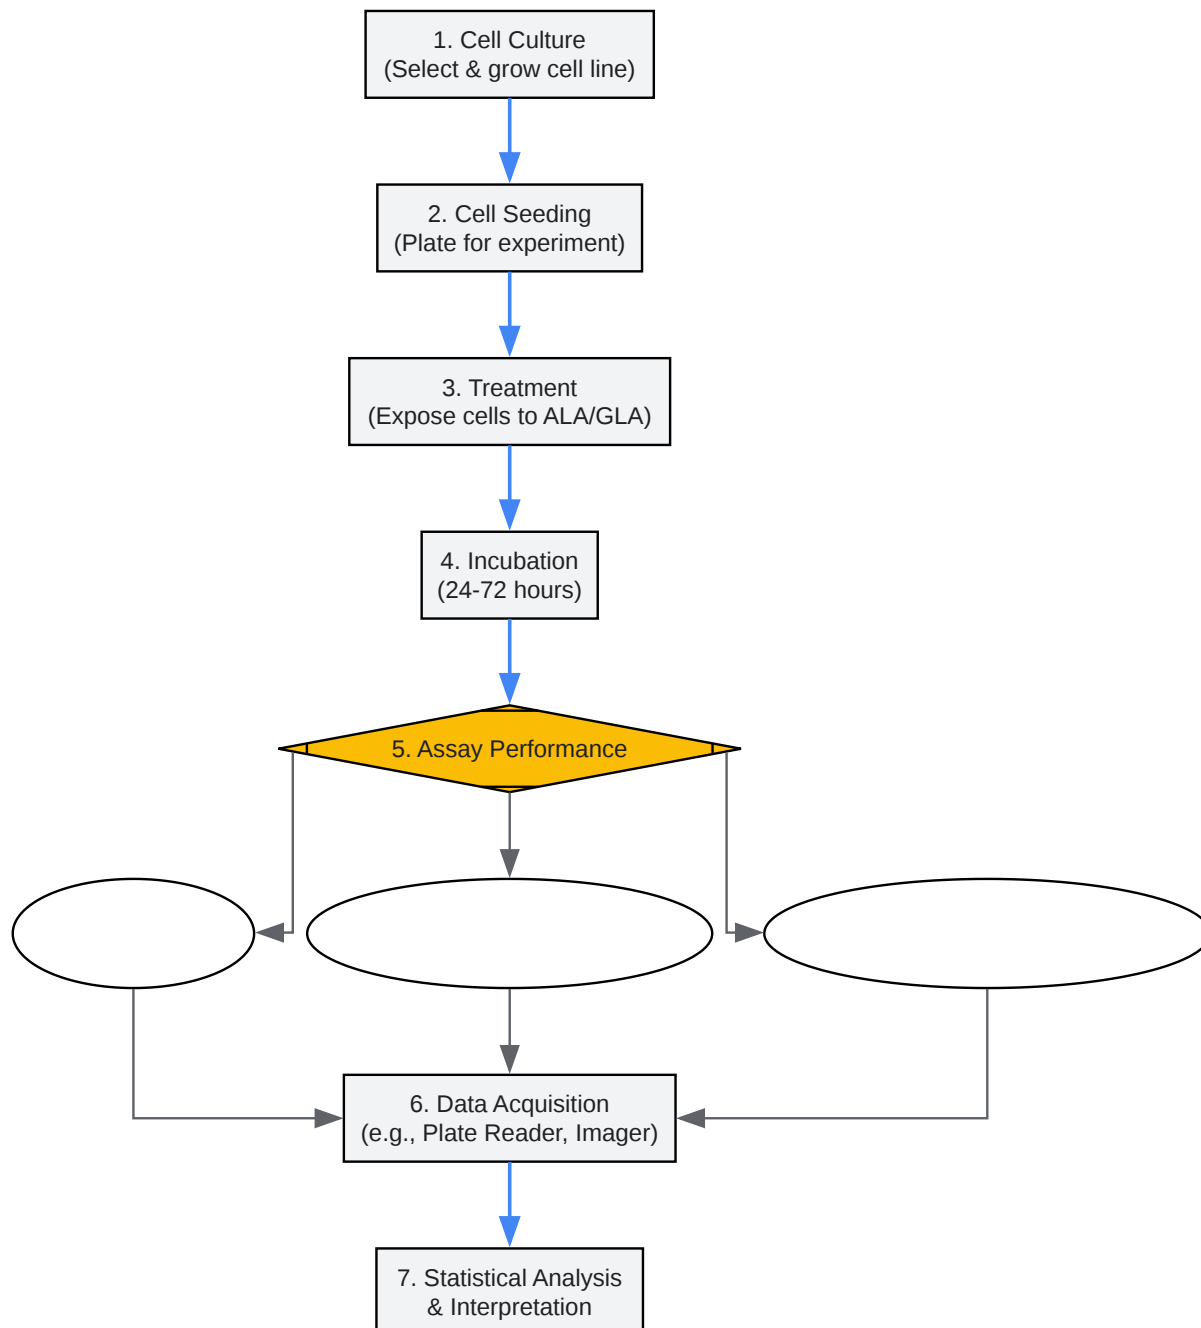 1. Cell Culture
(Select & grow cell line)
2. Cell Seeding
(Plate for experiment)
3. Treatment
(Expose cells to ALA/GLA)
4. Incubation
(24-72 hours)
5. Assay Performance
6. Data Acquisition
(e.g., Plate Reader, Imager)
7. Statistical Analysis
& Interpretation